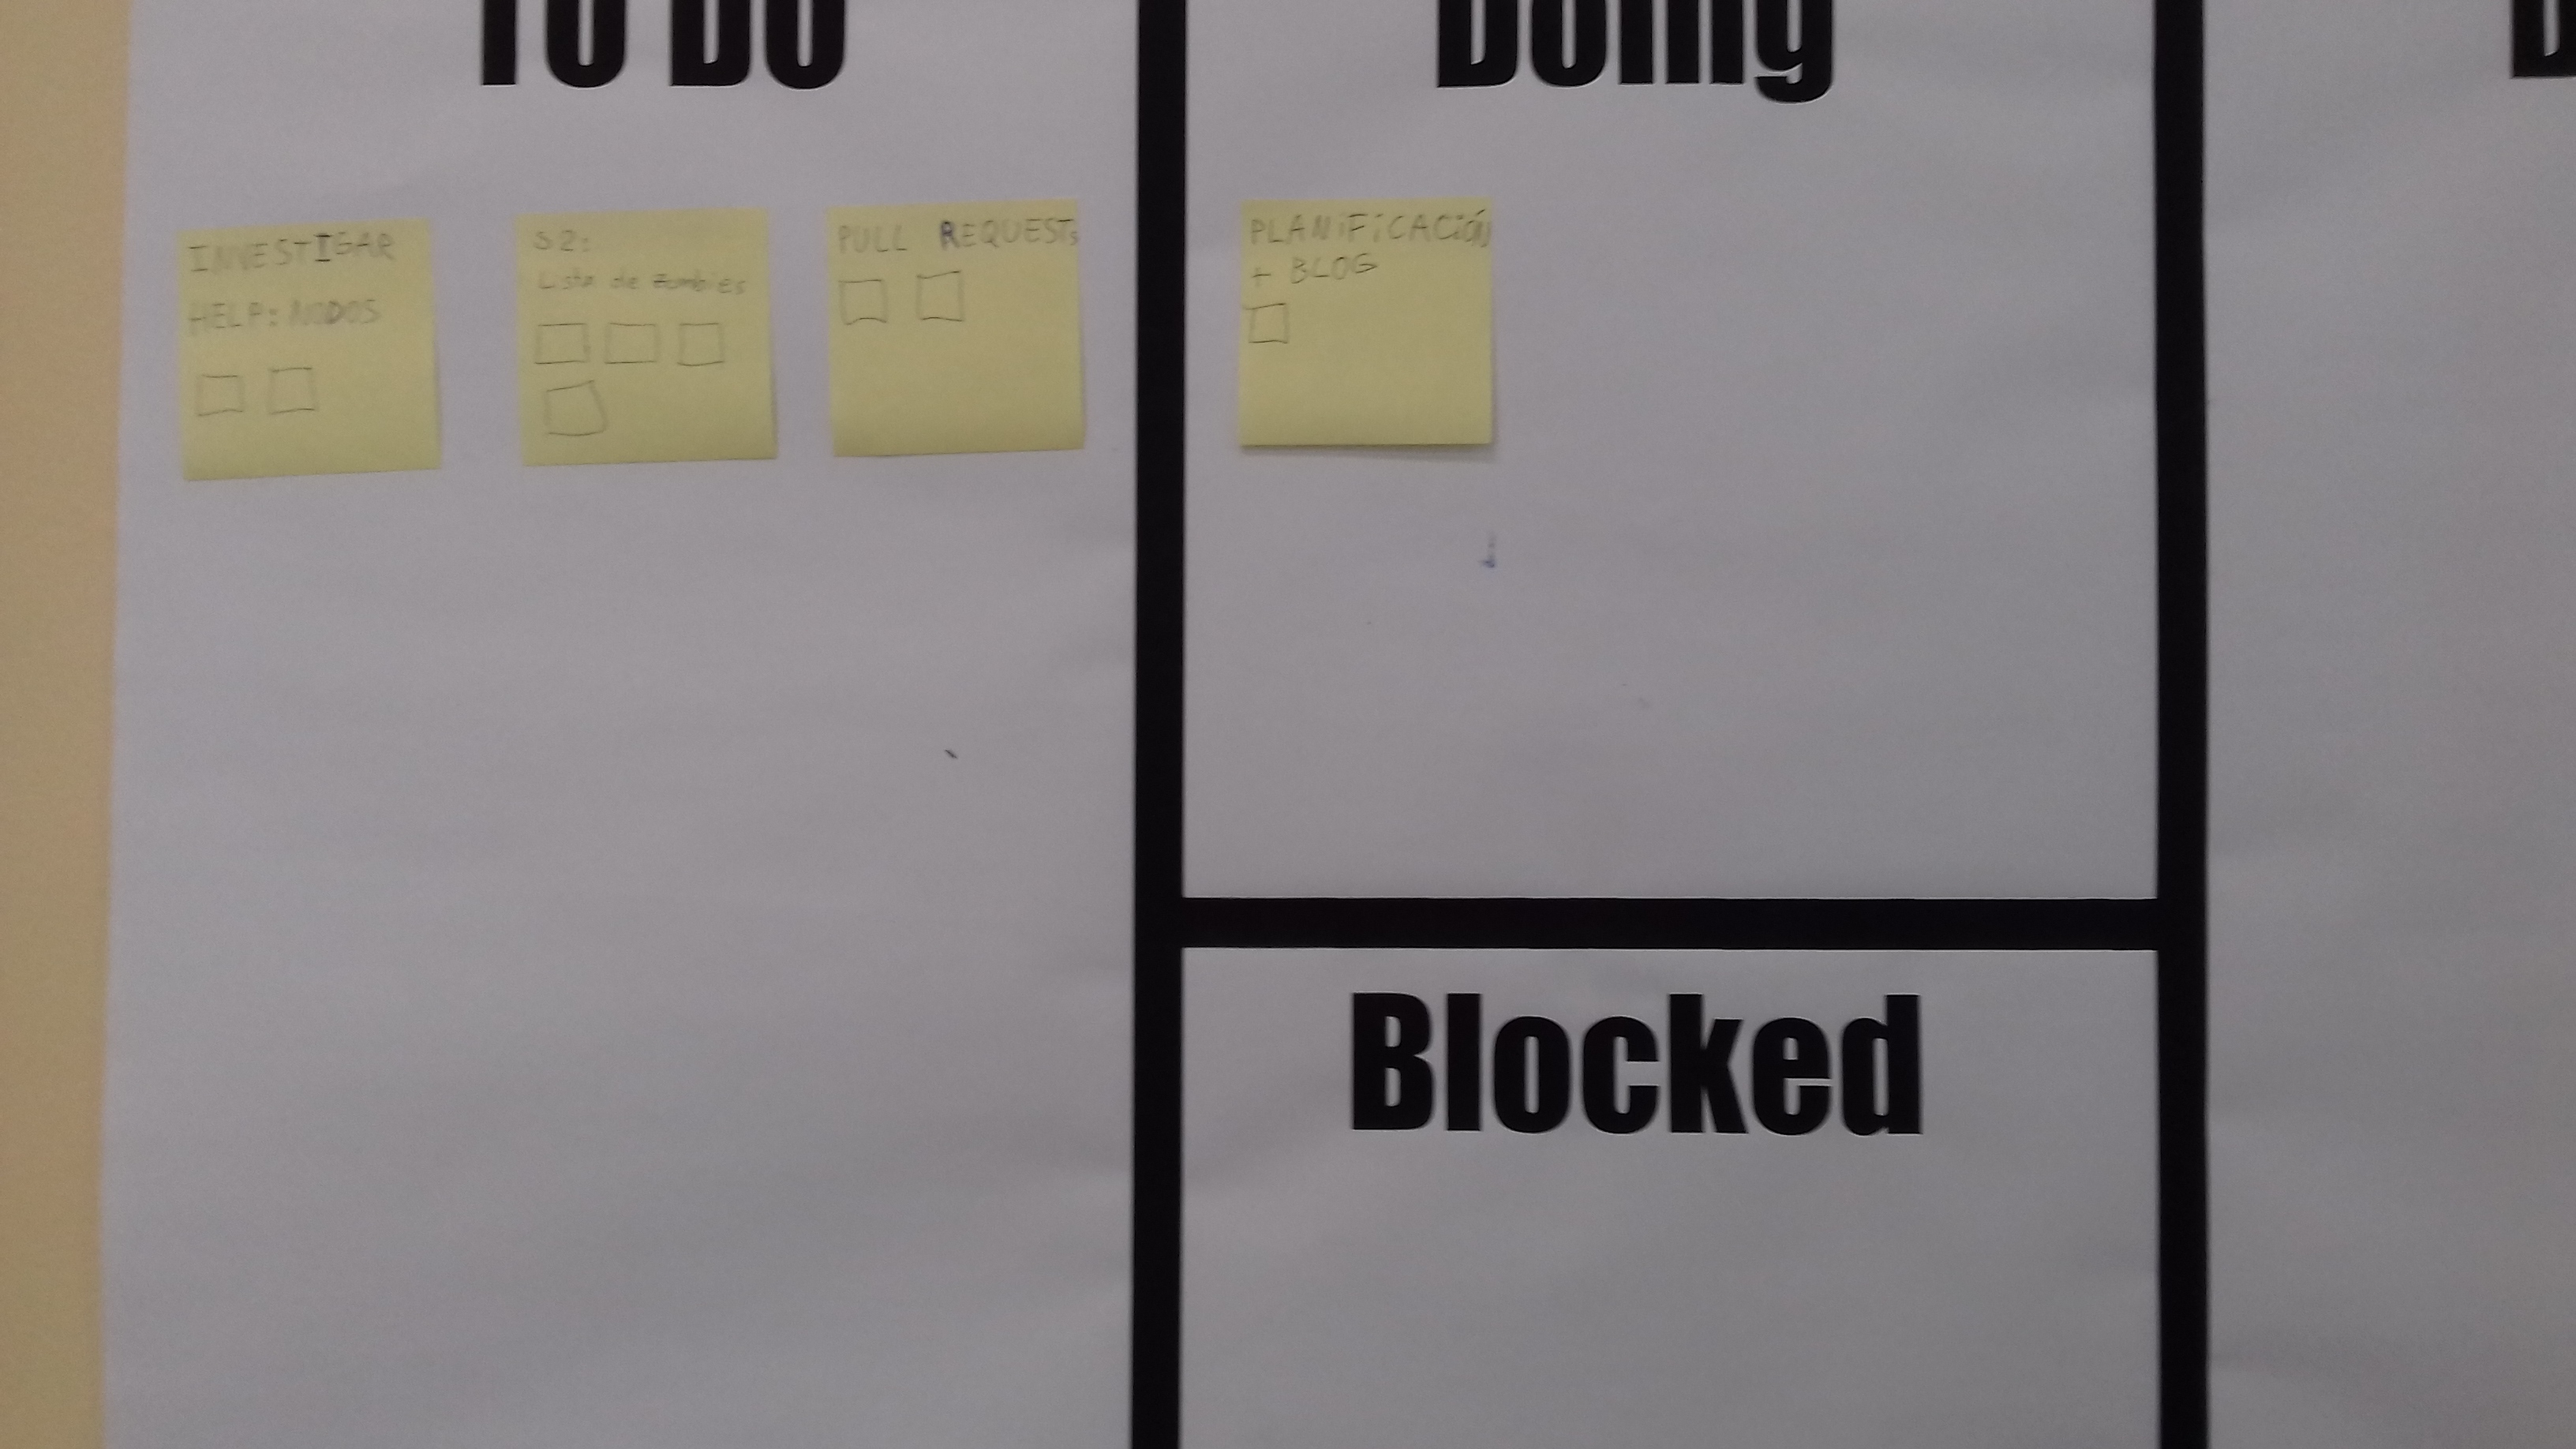 To Do
Doing
INVESTIGAR
HELP: NODOS
S2:
Lista de zombies
PULL REQUESTs
PLANIFICACIÓN
+ BLOG
Blocked